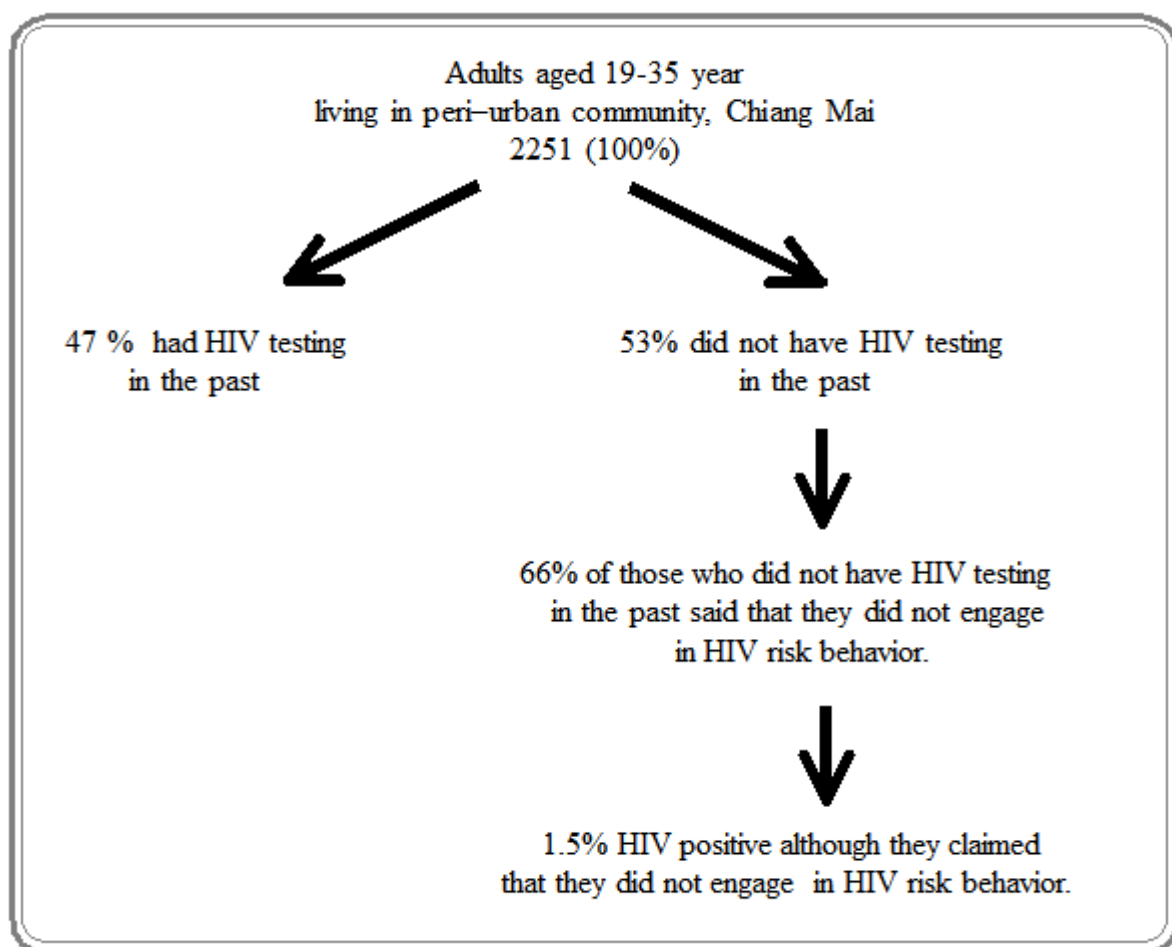 Adults aged 19-35 year
living in peri–urban community, Chiang Mai
2251 (100%)
47 % had HIV testing
in the past
53% did not have HIV testing
in the past
66% of those who did not have HIV testing
in the past said that they did not engage
in HIV risk behavior.
1.5% HIV positive although they claimed
that they did not engage in HIV risk behavior.